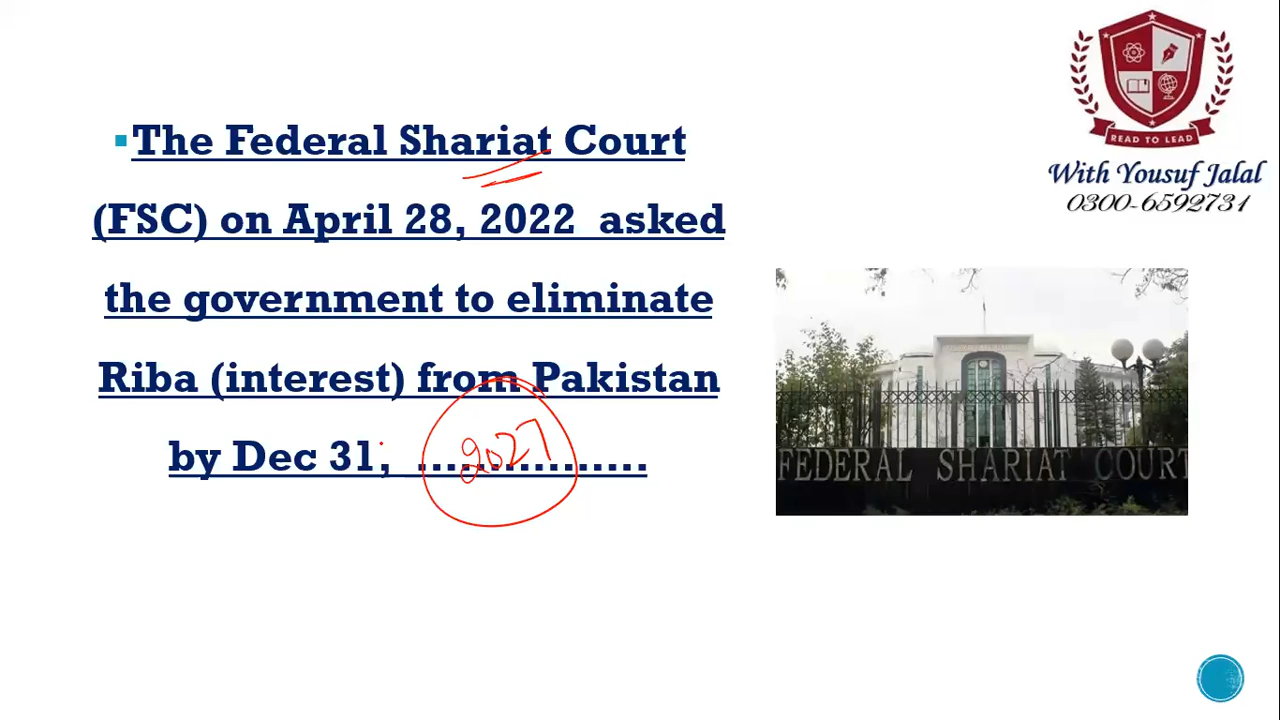 The Federal Shariat Court
(FSC) on April 28, 2022 asked
the government to eliminate
Riba (interest) from Pakistan
by Dec 31, ...............
2027
READ TO LEAD
With Yousuf Jalal
0300-6592731
FEDERAL SHARIAT COURT